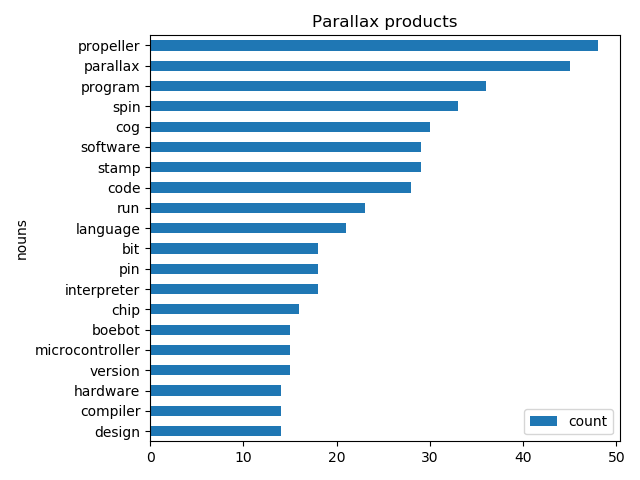 Parallax products
propeller
parallax
program
spin
cog
software
stamp
code
run
language
bit
pin
interpreter
chip
boebot
microcontroller
version
hardware
compiler
design
nouns
count
0 10 20 30 40 50